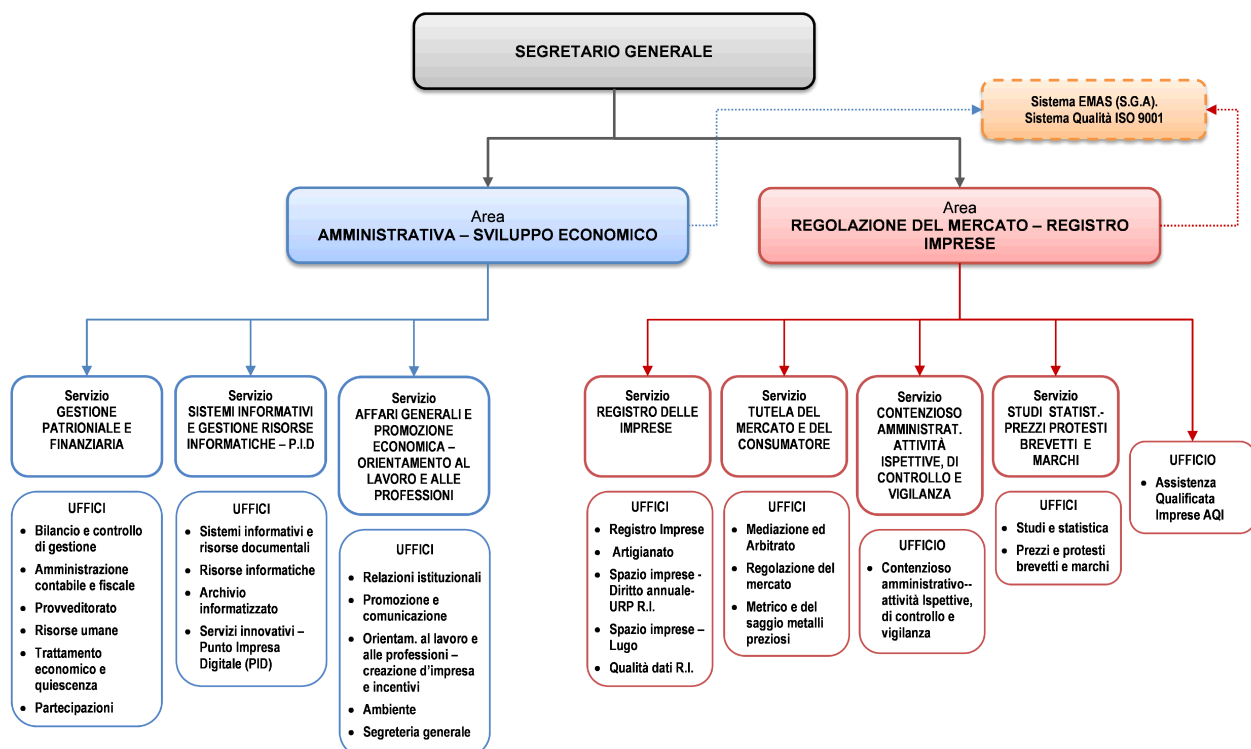 SEGRETARIO GENERALE
Sistema EMAS (S.G.A).
Sistema Qualità ISO 9001
Area
AMMINISTRATIVA – SVILUPPO ECONOMICO
Area
REGOLAZIONE DEL MERCATO – REGISTRO
IMPRESE
Servizio
GESTIONE
PATRIONIALE E
FINANZIARIA
Servizio
SISTEMI INFORMATIVI
E GESTIONE RISORSE
INFORMATICHE – P.I.D
Servizio
AFFARI GENERALI E
PROMOZIONE
ECONOMICA –
ORIENTAMENTO AL
LAVORO E ALLE
PROFESSIONI
Servizio
REGISTRO DELLE
IMPRESE
Servizio
TUTELA DEL
MERCATO E DEL
CONSUMATORE
Servizio
CONTENZIOSO
AMMINISTRAT.
ATTIVITÀ
ISPETTIVE, DI
CONTROLLO E
VIGILANZA
Servizio
STUDI STATIST.-
PREZZI PROTESTI
BREVETTI E
MARCHI
UFFICIO
• Assistenza
Qualificata
Imprese AQI
UFFICI
• Bilancio e controllo
di gestione
• Amministrazione
contabile e fiscale
• Provveditorato
• Risorse umane
• Trattamento
economico e
quiescenza
• Partecipazioni
UFFICI
• Sistemi informativi e
risorse documentali
• Risorse informatiche
• Archivio
informatizzato
• Servizi innovativi –
Punto Impresa
Digitale (PID)
UFFICI
• Relazioni istituzionali
• Promozione e
comunicazione
• Orientam. al lavoro e
alle professioni –
creazione d'impresa
e incentivi
• Ambiente
• Segreteria generale
UFFICI
• Registro Imprese
• Artigianato
• Spazio imprese -
Diritto annuale-
URP R.I.
• Spazio imprese –
Lugo
• Qualità dati R.I.
UFFICI
• Mediazione ed
Arbitrato
• Regolazione del
mercato
• Metrico e del
saggio metalli
preziosi
UFFICIO
• Contenzioso
amministrativo--
attività Ispettive,
di controllo e
vigilanza
UFFICI
• Studi e statistica
• Prezzi e protesti
brevetti e marchi